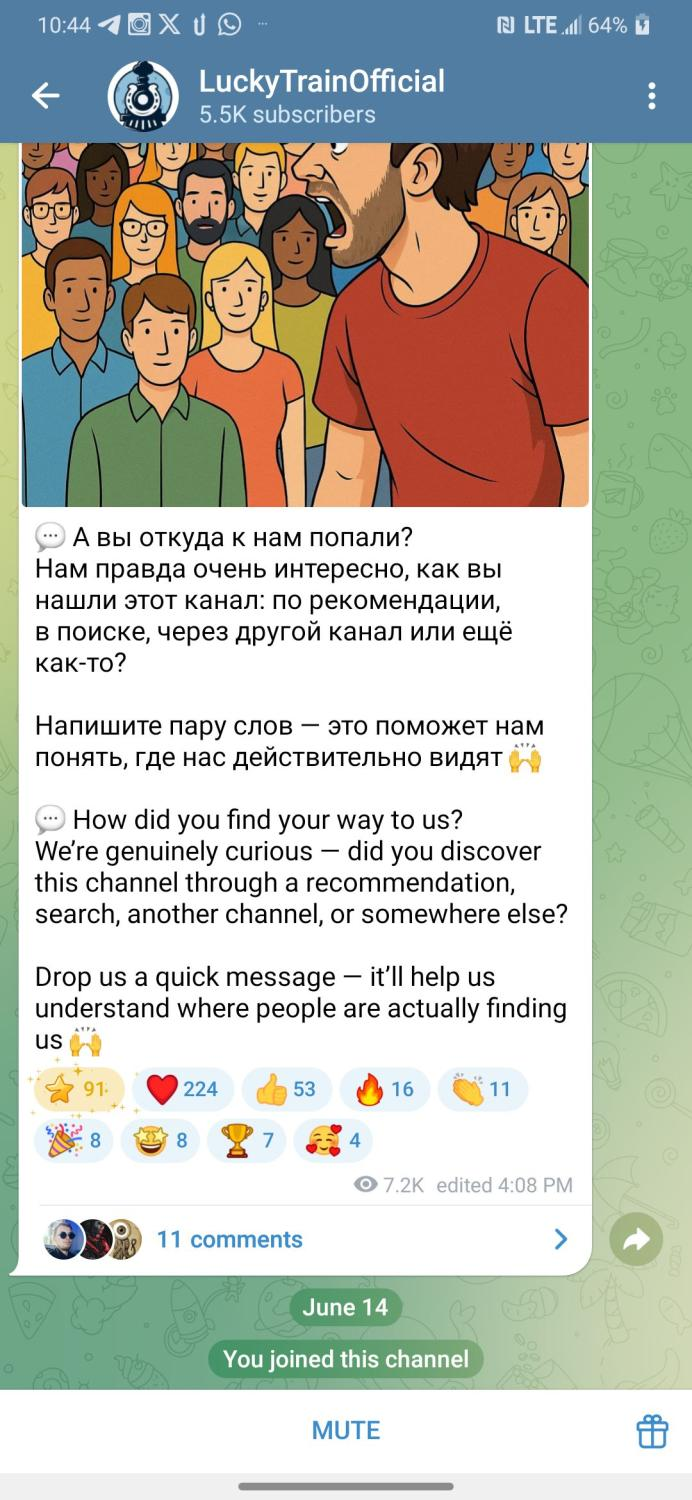 10:44
LTE 64%
LuckyTrainOfficial
5.5K subscribers
💬 А вы откуда к нам попали?
Нам правда очень интересно, как вы
нашли этот канал: по рекомендации,
в поиске, через другой канал или ещё
как-то?
Напишите пару слов — это поможет нам
понять, где нас действительно видят 🙌
💬 How did you find your way to us?
We’re genuinely curious — did you discover
this channel through a recommendation,
search, another channel, or somewhere else?
Drop us a quick message — it’ll help us
understand where people are actually finding
us 🙌
⭐ 91 ❤️ 224 👍 53 🔥 16 👏 11
🎉 8 🤩 8 🏆 7 🥰 4
7.2K edited 4:08 PM
11 comments
June 14
You joined this channel
MUTE